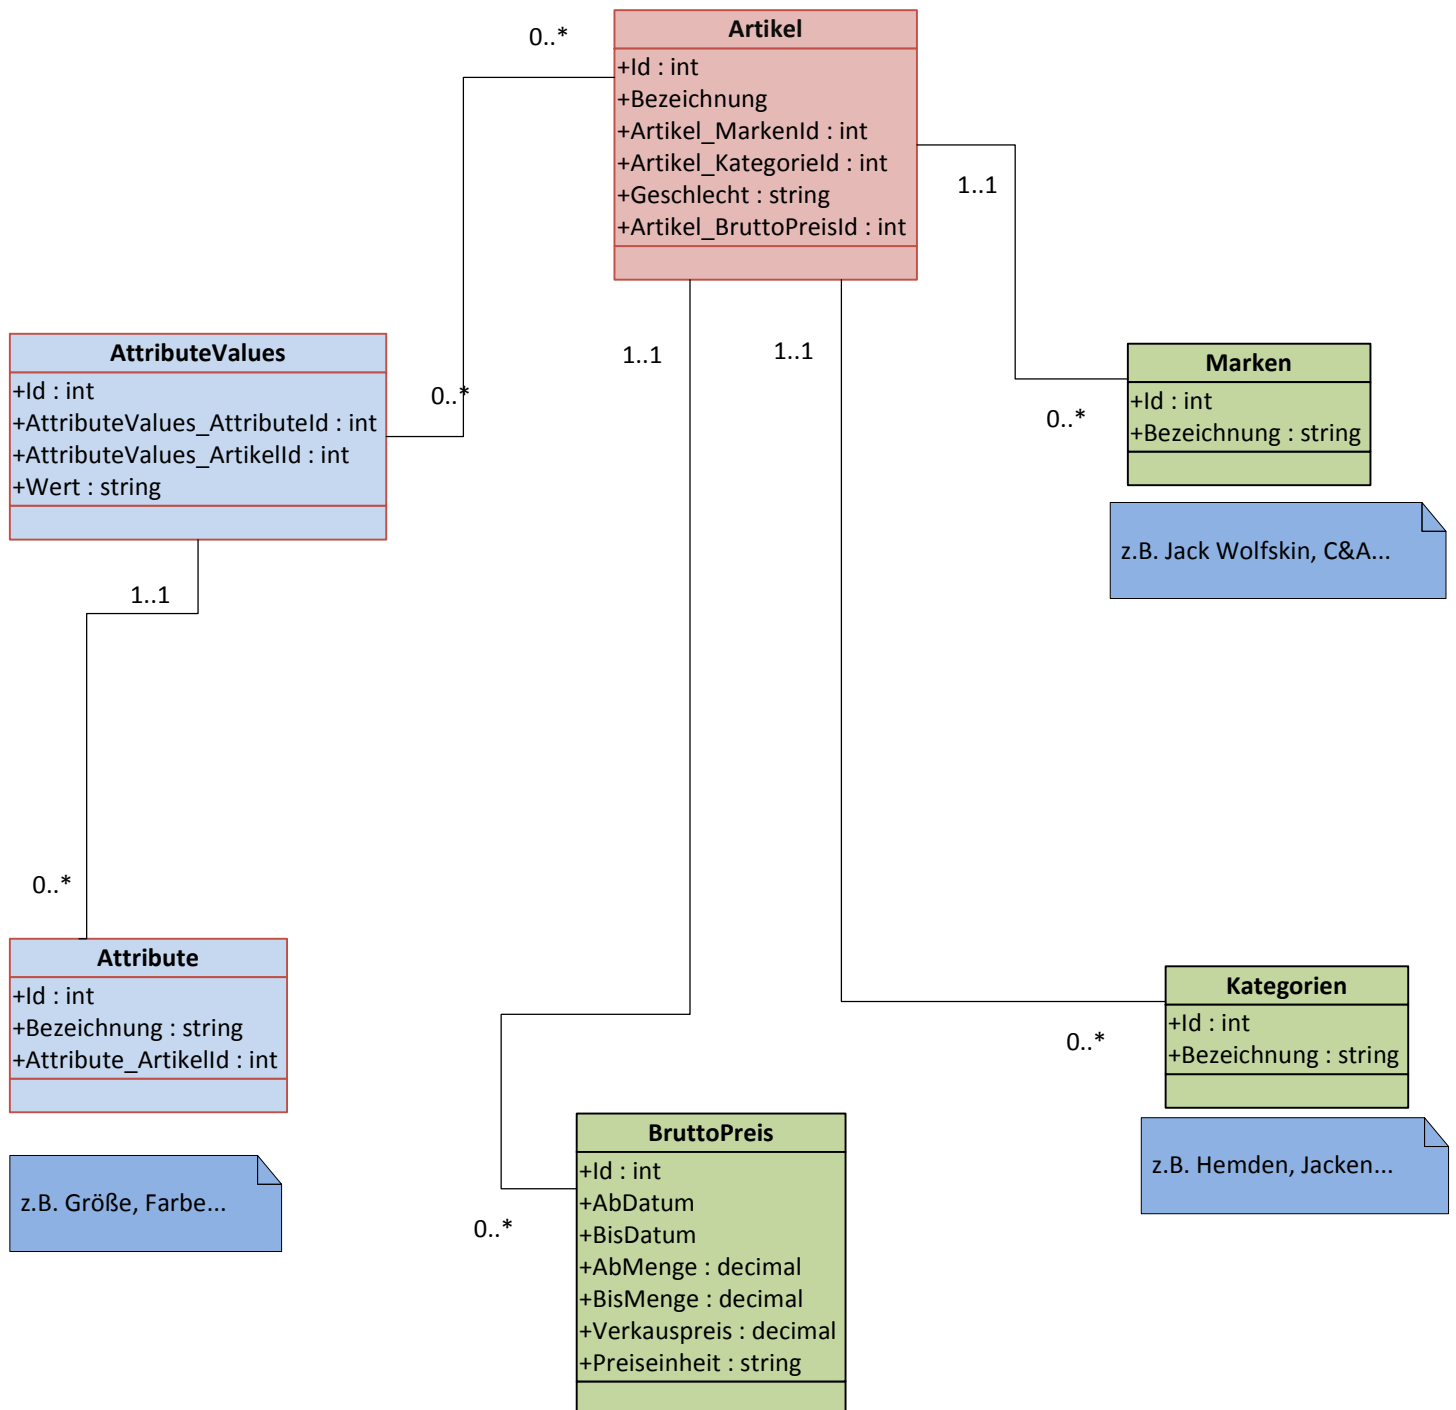 Artikel
+Id : int
+Bezeichnung
+Artikel_MarkenId : int
+Artikel_KategorieId : int
+Geschlecht : string
+Artikel_BruttoPreisId : int
0..*
1..1
1..1
1..1
AttributeValues
+Id : int
+AttributeValues_AttributeId : int
+AttributeValues_ArtikelId : int
+Wert : string
0..*
Marken
+Id : int
+Bezeichnung : string
0..*
z.B. Jack Wolfskin, C&A...
1..1
0..*
Attribute
+Id : int
+Bezeichnung : string
+Attribute_ArtikelId : int
z.B. Größe, Farbe...
Kategorien
+Id : int
+Bezeichnung : string
0..*
z.B. Hemden, Jacken...
BruttoPreis
+Id : int
+AbDatum
+BisDatum
+AbMenge : decimal
+BisMenge : decimal
+Verkauspreis : decimal
+Preiseinheit : string
0..*